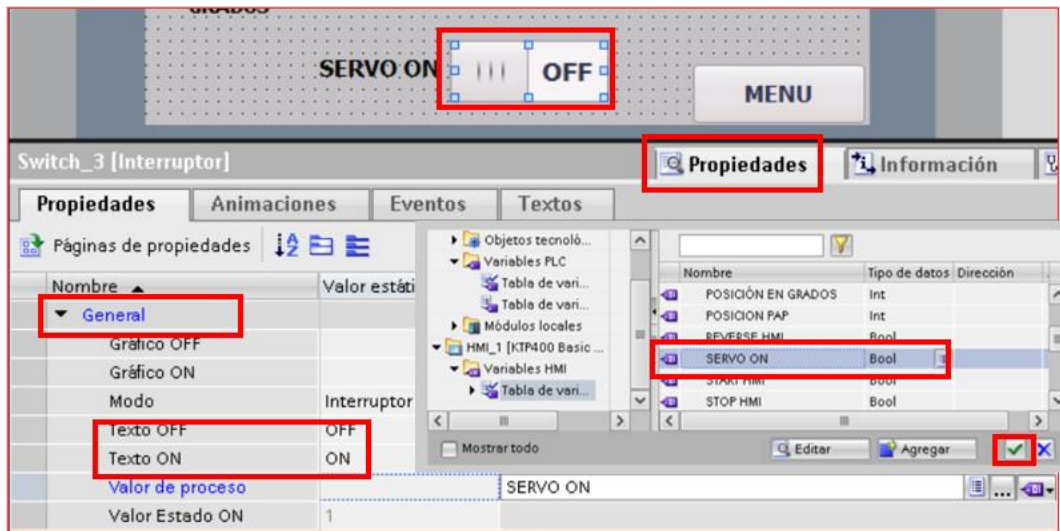 GRADOS
SERVO ON ||| OFF
MENU
Switch_3 [Interruptor]
Propiedades Información
Propiedades Animaciones Eventos Textos
Páginas de propiedades
Nombre Valor estáti
General
Gráfico OFF
Gráfico ON
Modo Interruptor
Texto OFF OFF
Texto ON ON
Valor de proceso SERVO ON
Valor Estado ON 1
Objetos tecnoló...
Variables PLC
Tabla de vari...
Tabla de vari...
Módulos locales
HMI_1 [KTP400 Basic ...
Variables HMI
Tabla de vari...
Nombre Tipo de datos Dirección
POSICIÓN EN GRADOS Int
POSICION PAP Int
REVERSE HMI Bool
SERVO ON Bool
START HMI Bool
STOP HMI Bool
Mostrar todo Editar Agregar